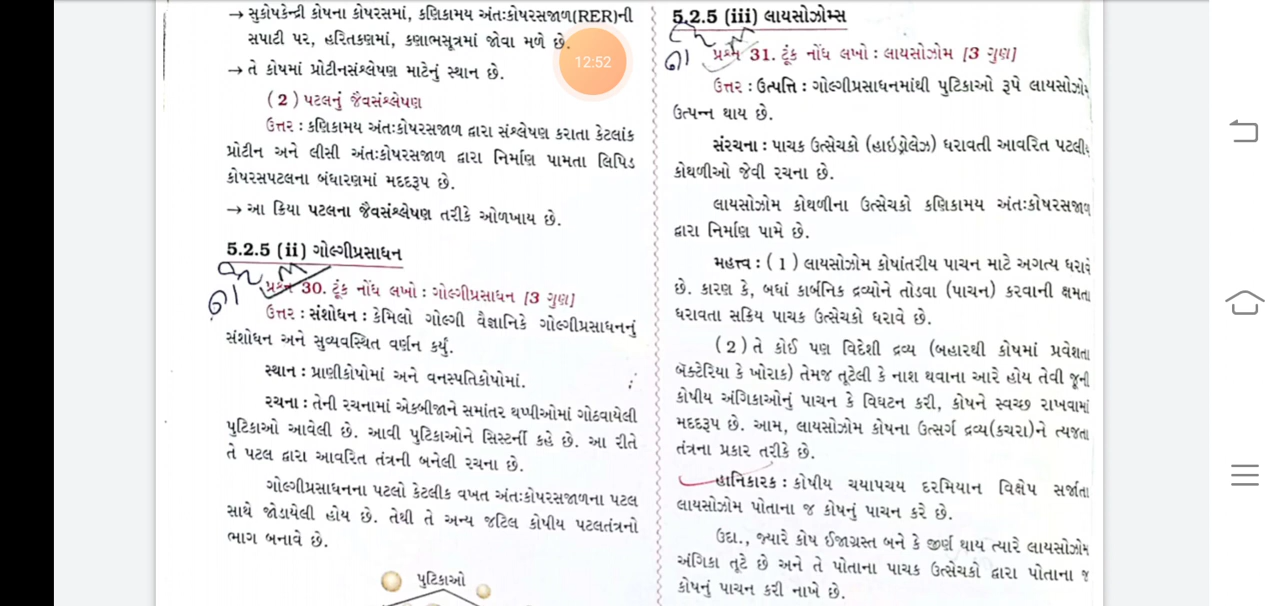 → સુકોષકેન્દ્રી કોષના કોષરસમાં, કણિકામય અંતઃકોષરસજાળ(RER)ની
સપાટી પર, હરિતકણમાં, કણાભસૂત્રમાં જોવા મળે છે.
12:52
→ તે કોષમાં પ્રોટીનસંશ્લેષણ માટેનું સ્થાન છે.
(2) પટલનું જૈવસંશ્લેષણ
ઉત્તર : કણિકામય અંતઃકોષરસજાળ દ્વારા સંશ્લેષણ કરાતા કેટલાંક
પ્રોટીન અને લીસી અંતઃકોષરસજાળ દ્વારા નિર્માણ પામતા લિપિડ
કોષરસપટલના બંધારણમાં મદદરૂપ છે.
→ આ ક્રિયા પટલના જૈવસંશ્લેષણ તરીકે ઓળખાય છે.
5.2.5 (ii) ગોલ્ગીપ્રસાધન
પ્રશ્ન 30. ટૂંક નોંધ લખો : ગોલ્ગીપ્રસાધન [3 ગુણ]
ઉત્તર : સંશોધન : કેમિલો ગોલ્ગી વૈજ્ઞાનિકે ગોલ્ગીપ્રસાધનનું
સંશોધન અને સુવ્યવસ્થિત વર્ણન કર્યું.
સ્થાન : પ્રાણીકોષોમાં અને વનસ્પતિકોષોમાં.
રચના : તેની રચનામાં એકબીજાને સમાંતર થપ્પીઓમાં ગોઠવાયેલી
પુટિકાઓ આવેલી છે. આવી પુટિકાઓને સિસ્ટર્ની કહે છે. આ રીતે
તે પટલ દ્વારા આવરિત તંત્રની બનેલી રચના છે.
ગોલ્ગીપ્રસાધનના પટલો કેટલીક વખત અંતઃકોષરસજાળના પટલ
સાથે જોડાયેલી હોય છે. તેથી તે અન્ય જટિલ કોષીય પટલતંત્રનો
ભાગ બનાવે છે.
પુટિકાઓ
5.2.5 (iii) લાયસોઝોમ્સ
પ્રશ્ન 31. ટૂંક નોંધ લખો : લાયસોઝોમ [3 ગુણ]
ઉત્તર : ઉત્પત્તિ : ગોલ્ગીપ્રસાધનમાંથી પુટિકાઓ રૂપે લાયસોઝોમ
ઉત્પન્ન થાય છે.
સંરચના : પાચક ઉત્સેચકો (હાઇડ્રોલેઝ) ધરાવતી આવરિત પટલીય
કોથળીઓ જેવી રચના છે.
લાયસોઝોમ કોથળીના ઉત્સેચકો કણિકામય અંતઃકોષરસજાળ
દ્વારા નિર્માણ પામે છે.
મહત્ત્વ : (1) લાયસોઝોમ કોષાંતરીય પાચન માટે અગત્ય ધરાવે
છે. કારણ કે, બધાં કાર્બનિક દ્રવ્યોને તોડવા (પાચન) કરવાની ક્ષમતા
ધરાવતા સક્રિય પાચક ઉત્સેચકો ધરાવે છે.
(2) તે કોઈ પણ વિદેશી દ્રવ્ય (બહારથી કોષમાં પ્રવેશતા
બૅક્ટેરિયા કે ખોરાક) તેમજ તૂટેલી કે નાશ થવાના આરે હોય તેવી જૂની
કોષીય અંગિકાઓનું પાચન કે વિઘટન કરી, કોષને સ્વચ્છ રાખવામાં
મદદરૂપ છે. આમ, લાયસોઝોમ કોષના ઉત્સર્ગ દ્રવ્ય(કચરા)ને ત્યજતા
તંત્રના પ્રકાર તરીકે છે.
હાનિકારક : કોષીય ચયાપચય દરમિયાન વિક્ષેપ સર્જાતા
લાયસોઝોમ પોતાના જ કોષનું પાચન કરે છે.
ઉદા., જ્યારે કોષ ઈજાગ્રસ્ત બને કે જીર્ણ થાય ત્યારે લાયસોઝોમ
અંગિકા તૂટે છે અને તે પોતાના પાચક ઉત્સેચકો દ્વારા પોતાના જ
કોષનું પાચન કરી નાખે છે.